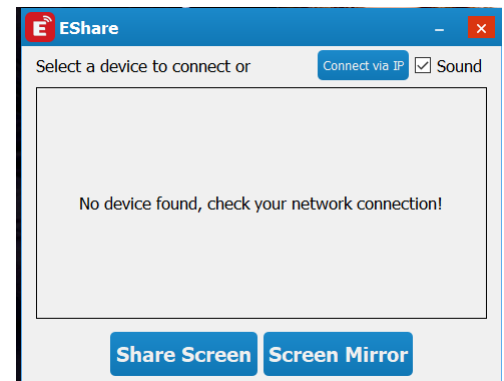 E EShare
Select a device to connect or Connect via IP Sound
No device found, check your network connection!
Share Screen Screen Mirror